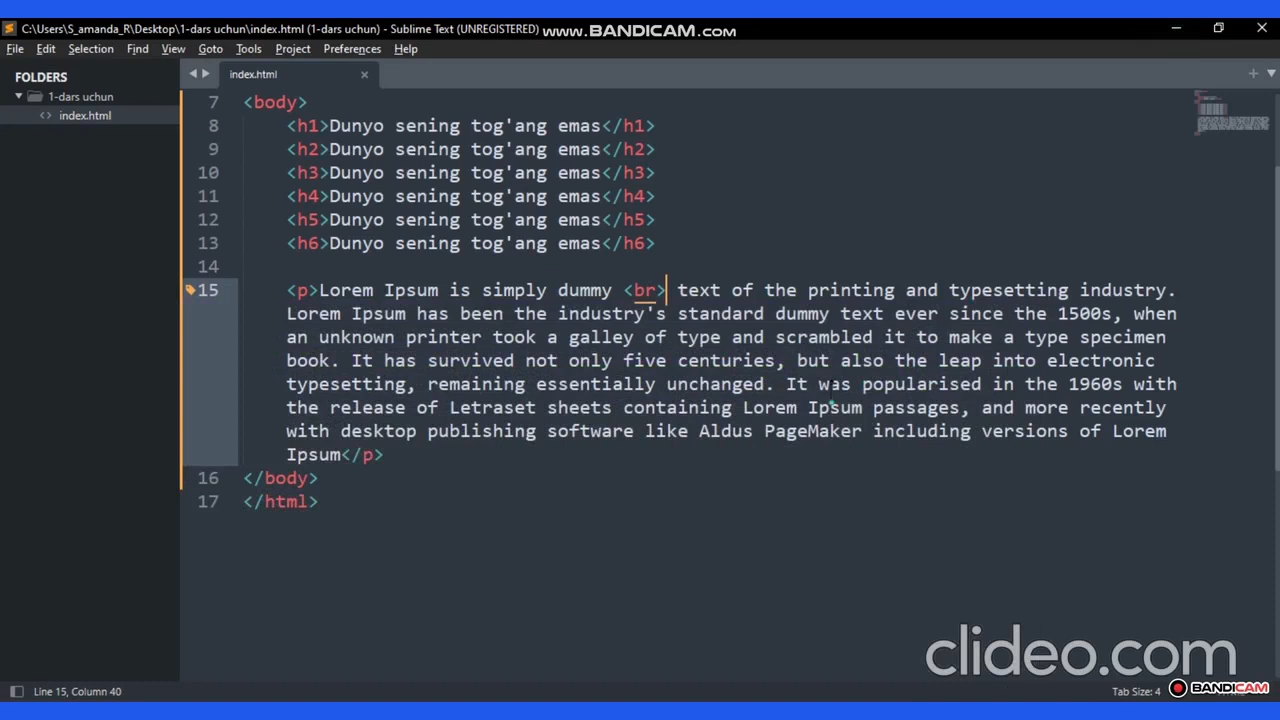 C:\Users\S_amanda_R\Desktop\1-dars uchun\index.html (1-dars uchun) - Sublime Text (UNREGISTERED)
www.BANDICAM.com
File Edit Selection Find View Goto Tools Project Preferences Help
FOLDERS
1-dars uchun
index.html
index.html
7 <body>
8 <h1>Dunyo sening tog'ang emas</h1>
9 <h2>Dunyo sening tog'ang emas</h2>
10 <h3>Dunyo sening tog'ang emas</h3>
11 <h4>Dunyo sening tog'ang emas</h4>
12 <h5>Dunyo sening tog'ang emas</h5>
13 <h6>Dunyo sening tog'ang emas</h6>
14
15 <p>Lorem Ipsum is simply dummy <br> text of the printing and typesetting industry.
Lorem Ipsum has been the industry's standard dummy text ever since the 1500s, when
an unknown printer took a galley of type and scrambled it to make a type specimen
book. It has survived not only five centuries, but also the leap into electronic
typesetting, remaining essentially unchanged. It was popularised in the 1960s with
the release of Letraset sheets containing Lorem Ipsum passages, and more recently
with desktop publishing software like Aldus PageMaker including versions of Lorem
Ipsum</p>
16 </body>
17 </html>
clideo.com
Line 15, Column 40
Tab Size: 4
BANDICAM